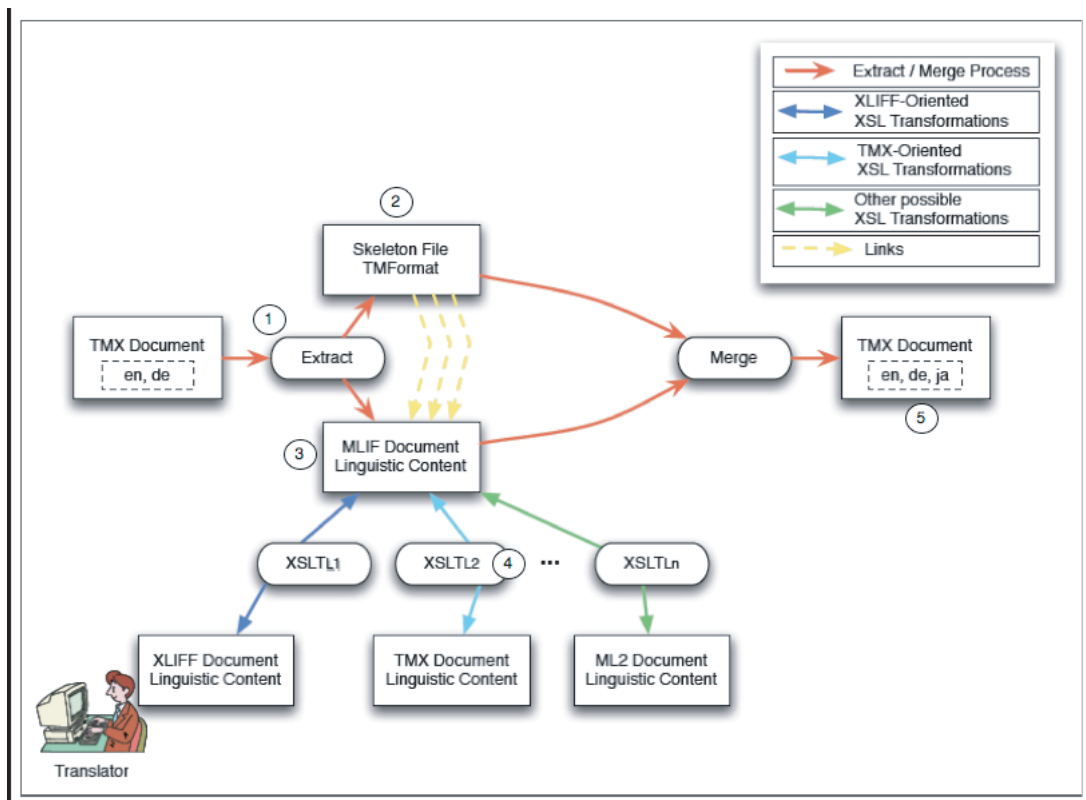 Extract / Merge Process
XLIFF-Oriented
XSL Transformations
TMX-Oriented
XSL Transformations
Other possible
XSL Transformations
Links
2
Skeleton File
TMFormat
1
TMX Document
en, de
Extract
Merge
TMX Document
en, de, ja
5
3
MLIF Document
Linguistic Content
XSLTL1
XSLTL2
4
...
XSLTLn
XLIFF Document
Linguistic Content
TMX Document
Linguistic Content
ML2 Document
Linguistic Content
Translator